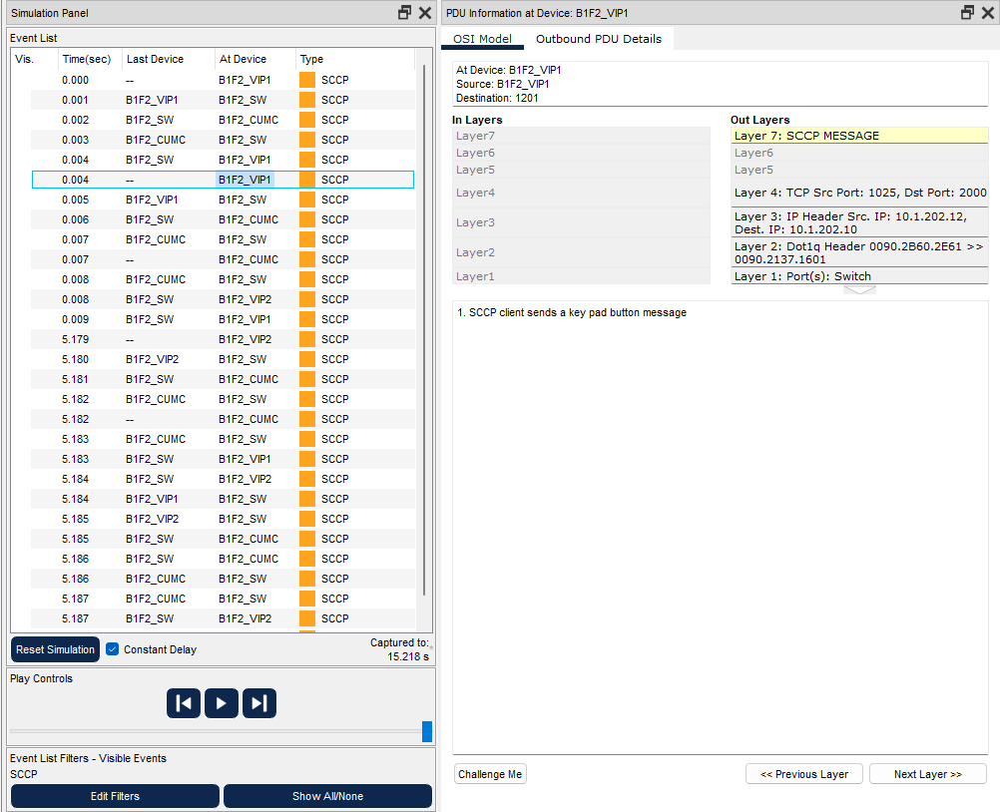 Simulation Panel
Event List
Vis. Time(sec) Last Device At Device Type
0.000 -- B1F2_VIP1 SCCP
0.001 B1F2_VIP1 B1F2_SW SCCP
0.002 B1F2_SW B1F2_CUMC SCCP
0.003 B1F2_CUMC B1F2_SW SCCP
0.004 B1F2_SW B1F2_VIP1 SCCP
0.004 -- B1F2_VIP1 SCCP
0.005 B1F2_VIP1 B1F2_SW SCCP
0.006 B1F2_SW B1F2_CUMC SCCP
0.007 B1F2_CUMC B1F2_SW SCCP
0.007 -- B1F2_CUMC SCCP
0.008 B1F2_CUMC B1F2_SW SCCP
0.008 B1F2_SW B1F2_VIP2 SCCP
0.009 B1F2_SW B1F2_VIP1 SCCP
5.179 -- B1F2_VIP2 SCCP
5.180 B1F2_VIP2 B1F2_SW SCCP
5.181 B1F2_SW B1F2_CUMC SCCP
5.182 B1F2_CUMC B1F2_SW SCCP
5.182 -- B1F2_CUMC SCCP
5.183 B1F2_CUMC B1F2_SW SCCP
5.183 B1F2_SW B1F2_VIP1 SCCP
5.184 B1F2_SW B1F2_VIP2 SCCP
5.184 B1F2_VIP1 B1F2_SW SCCP
5.185 B1F2_VIP2 B1F2_SW SCCP
5.185 B1F2_SW B1F2_CUMC SCCP
5.186 B1F2_SW B1F2_CUMC SCCP
5.186 B1F2_CUMC B1F2_SW SCCP
5.187 B1F2_CUMC B1F2_SW SCCP
5.187 B1F2_SW B1F2_VIP2 SCCP
Reset Simulation Constant Delay
Captured to:
15.218 s
Play Controls
Event List Filters - Visible Events
SCCP
Edit Filters Show All/None
PDU Information at Device: B1F2_VIP1
OSI Model Outbound PDU Details
At Device: B1F2_VIP1
Source: B1F2_VIP1
Destination: 1201
In Layers
Layer7
Layer6
Layer5
Layer4
Layer3
Layer2
Layer1
Out Layers
Layer 7: SCCP MESSAGE
Layer6
Layer5
Layer 4: TCP Src Port: 1025, Dst Port: 2000
Layer 3: IP Header Src. IP: 10.1.202.12,
Dest. IP: 10.1.202.10
Layer 2: Dot1q Header 0090.2B60.2E61 >>
0090.2137.1601
Layer 1: Port(s): Switch
1. SCCP client sends a key pad button message
Challenge Me << Previous Layer Next Layer >>